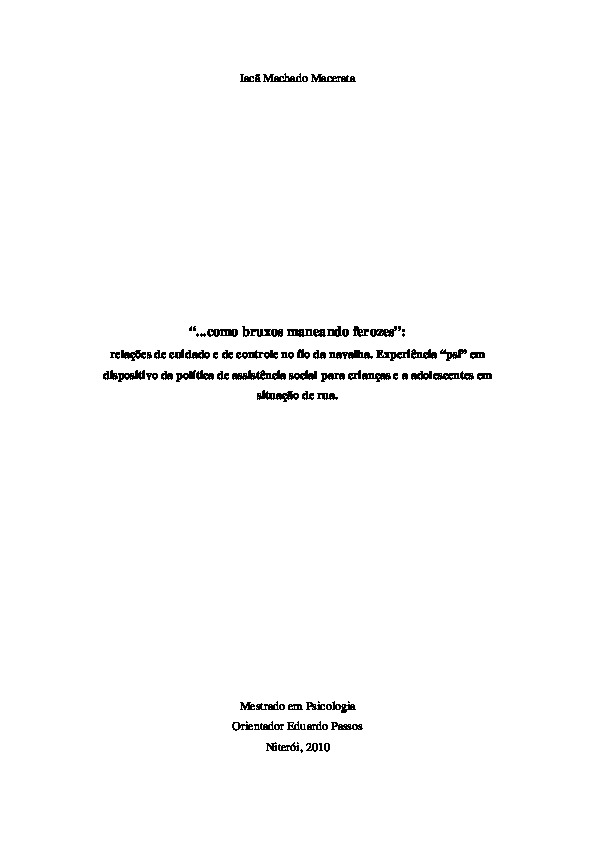 Iacã Machado Macerata
“...como bruxos maneando ferozes”:
relações de cuidado e de controle no fio da navalha. Experiência “psi” em
dispositivo da política de assistência social para crianças e a adolescentes em
situação de rua.
Mestrado em Psicologia
Orientador Eduardo Passos
Niterói, 2010